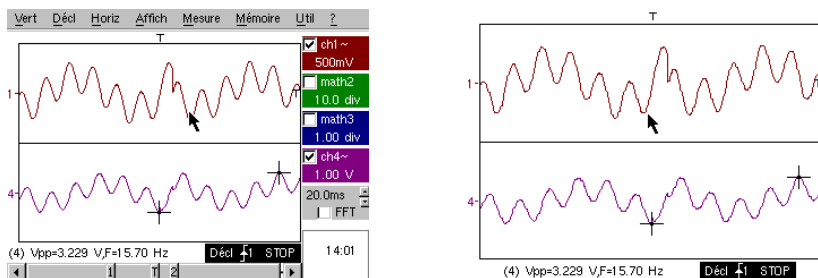 Vert Décl Horiz Affich Mesure Mémoire Util ?
T
ch1~
500mV
1
T
math2
10.0 div
math3
1.00 div
ch4~
1.00 V
4
20.0ms
FFT
(4) Vpp=3.229 V,F=15.70 Hz Décl 1 STOP
14:01
1 T 2
T
1
4
(4) Vpp=3.229 V,F=15.70 Hz Décl 1 STOP